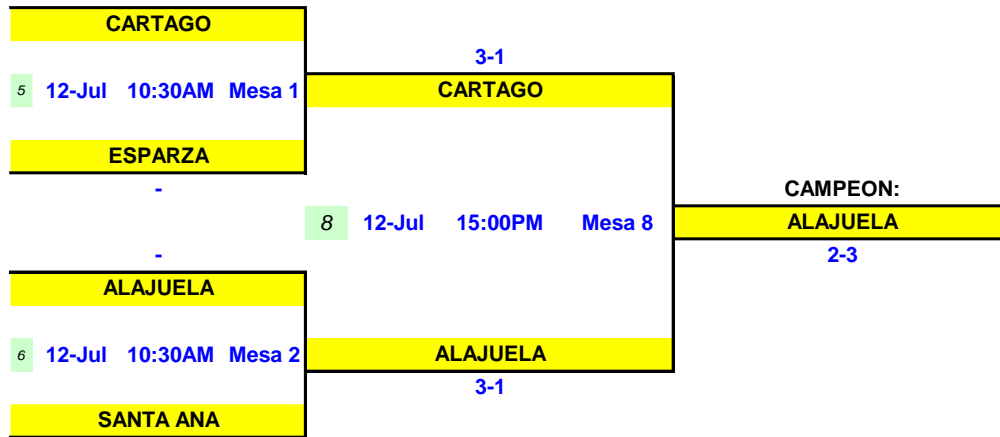 CARTAGO
3-1
5 12-Jul 10:30AM Mesa 1
CARTAGO
ESPARZA
-
CAMPEON:
8 12-Jul 15:00PM Mesa 8
ALAJUELA
-
2-3
ALAJUELA
6 12-Jul 10:30AM Mesa 2
ALAJUELA
3-1
SANTA ANA